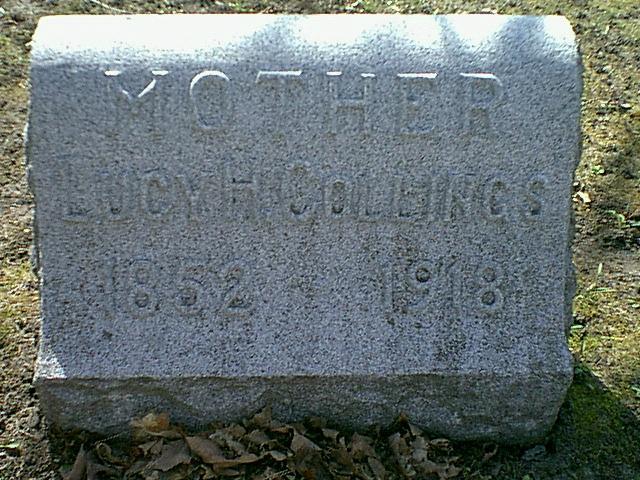 MOTHER
LUCY H. COLLINGS
1852 - 1918